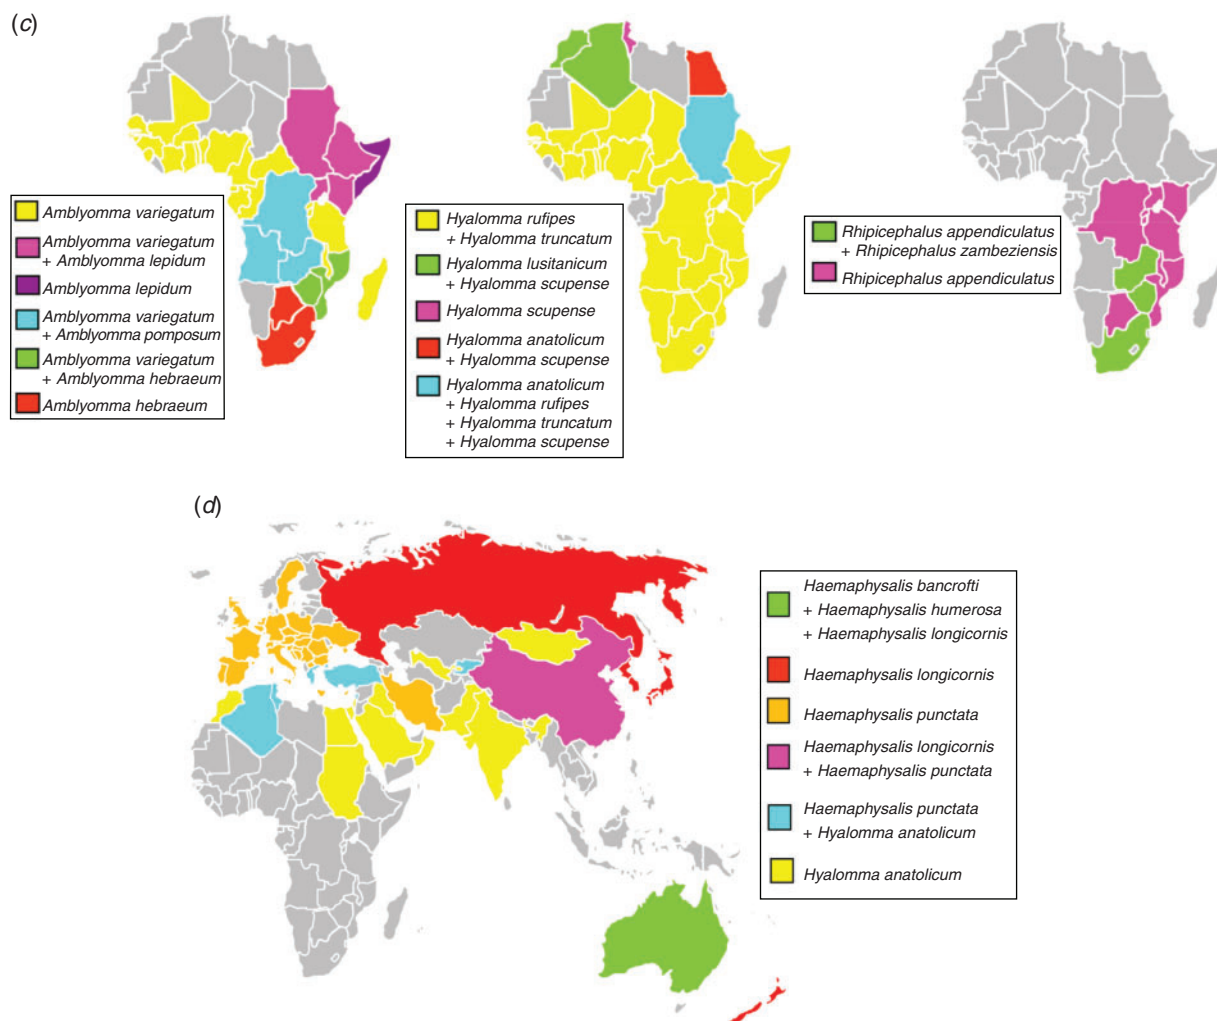 (c)
Amblyomma variegatum
Amblyomma variegatum
+ Amblyomma lepidum
Amblyomma lepidum
Amblyomma variegatum
+ Amblyomma pomposum
Amblyomma variegatum
+ Amblyomma hebraeum
Amblyomma hebraeum
Hyalomma rufipes
+ Hyalomma truncatum
Hyalomma lusitanicum
+ Hyalomma scupense
Hyalomma scupense
Hyalomma anatolicum
+ Hyalomma scupense
Hyalomma anatolicum
+ Hyalomma rufipes
+ Hyalomma truncatum
+ Hyalomma scupense
Rhipicephalus appendiculatus
+ Rhipicephalus zambeziensis
Rhipicephalus appendiculatus
(d)
Haemaphysalis bancrofti
+ Haemaphysalis humerosa
+ Haemaphysalis longicornis
Haemaphysalis longicornis
Haemaphysalis punctata
Haemaphysalis longicornis
+ Haemaphysalis punctata
Haemaphysalis punctata
+ Hyalomma anatolicum
Hyalomma anatolicum